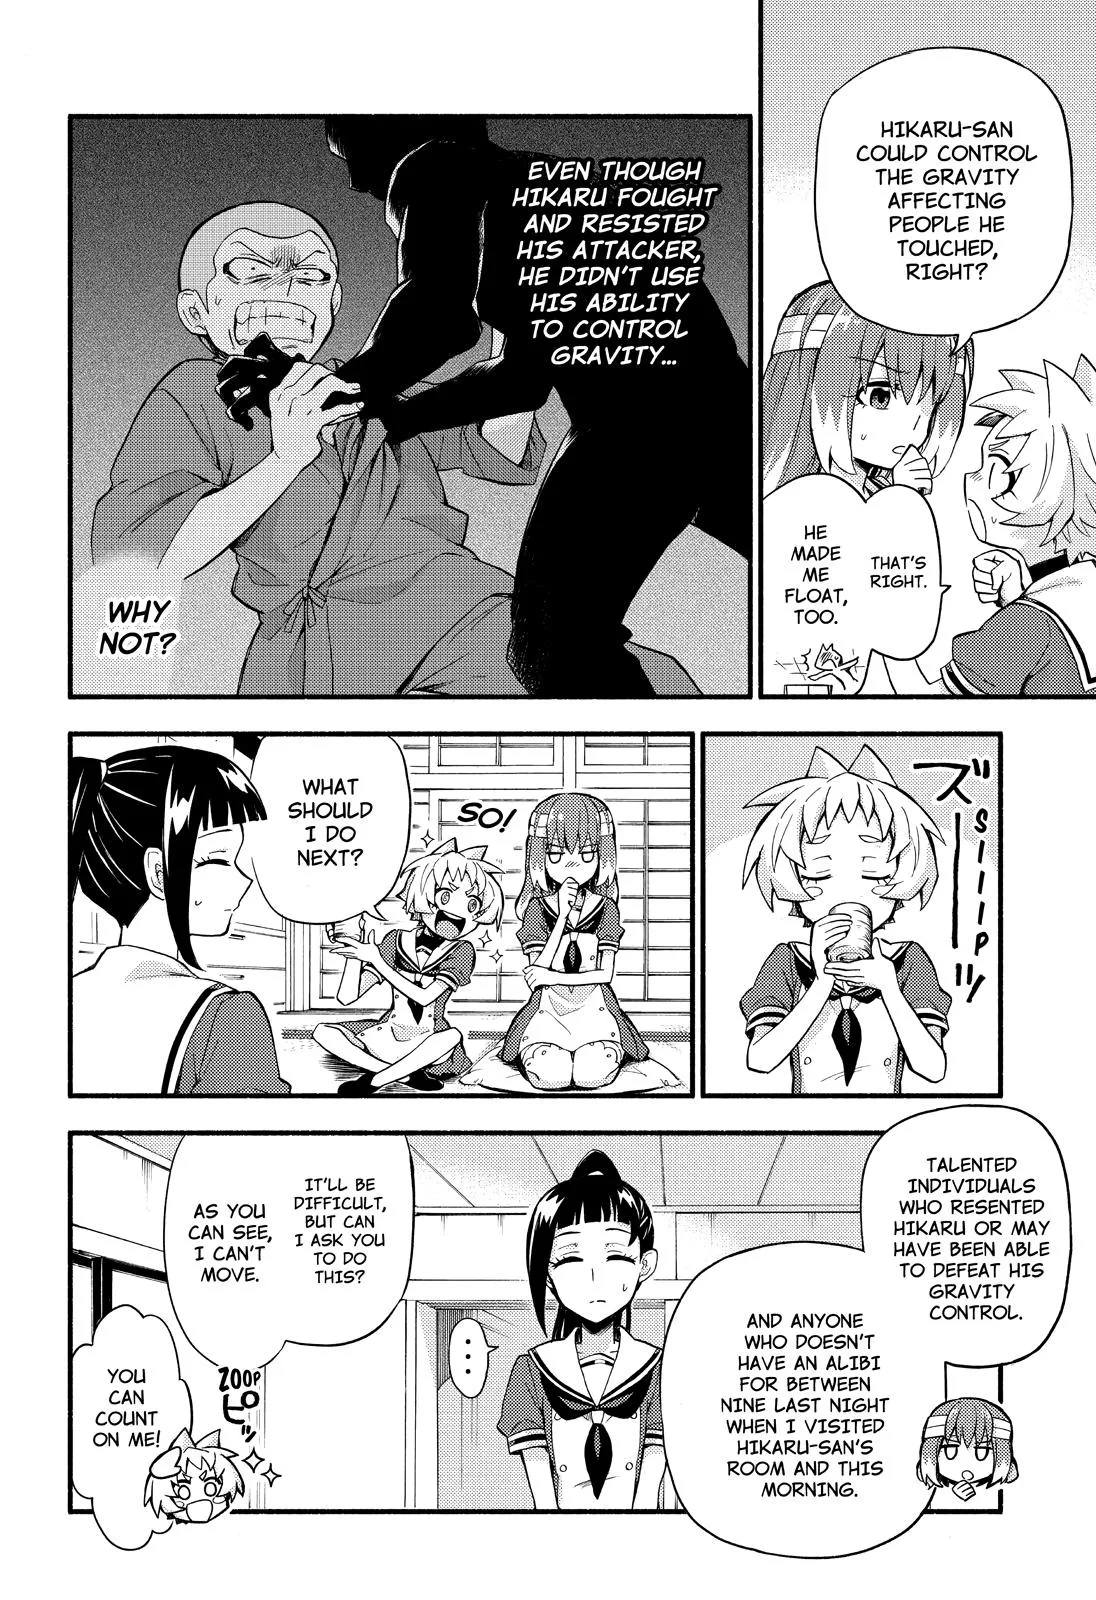 HIKARU-SAN
COULD CONTROL
THE GRAVITY
AFFECTING
PEOPLE HE
TOUCHED,
RIGHT?
THAT'S
RIGHT.
HE
MADE
ME
FLOAT,
TOO.
EVEN THOUGH
HIKARU FOUGHT
AND RESISTED
HIS ATTACKER,
HE DIDN'T USE
HIS ABILITY
TO CONTROL
GRAVITY...
WHY
NOT?
ズーーッ
SIIIP
SO!
WHAT
SHOULD
I DO
NEXT?
TALENTED
INDIVIDUALS
WHO RESENTED
HIKARU OR MAY
HAVE BEEN ABLE
TO DEFEAT HIS
GRAVITY
CONTROL.
AND ANYONE
WHO DOESN'T
HAVE AN ALIBI
FOR BETWEEN
NINE LAST NIGHT
WHEN I VISITED
HIKARU-SAN'S
ROOM AND THIS
MORNING.
...
IT'LL BE
DIFFICULT,
BUT CAN
I ASK YOU
TO DO
THIS?
AS YOU
CAN SEE,
I CAN'T
MOVE.
ZOOP
ピッ
YOU
CAN
COUNT
ON ME!